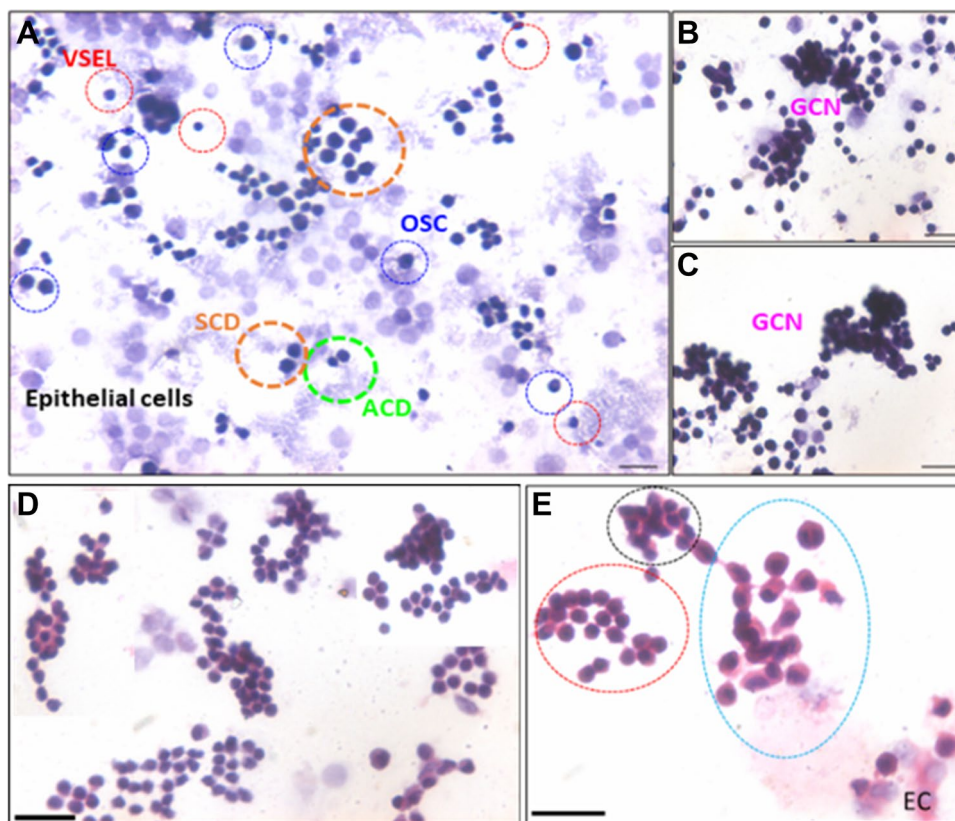 A
VSEL
OSC
SCD
ACD
Epithelial cells
B
GCN
C
GCN
D
E
EC